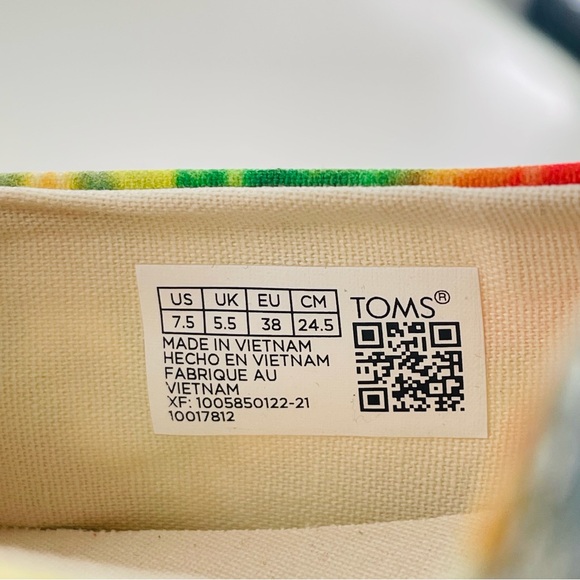 US UK EU CM
7.5 5.5 38 24.5
MADE IN VIETNAM
HECHO EN VIETNAM
FABRIQUE AU
VIETNAM
XF: 1005850122-21
10017812
TOMS®